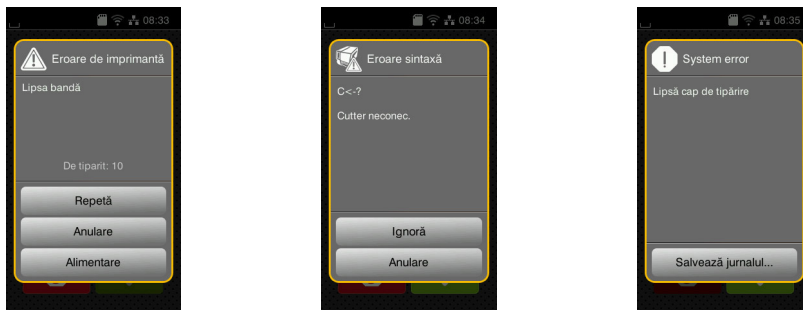 08:33
Eroare de imprimantă
Lipsa bandă
De tiparit: 10
Repetă
Anulare
Alimentare
08:34
Eroare sintaxă
C<-?
Cutter neconec.
Ignoră
Anulare
08:35
System error
Lipsă cap de tipărire
Salvează jurnalul...